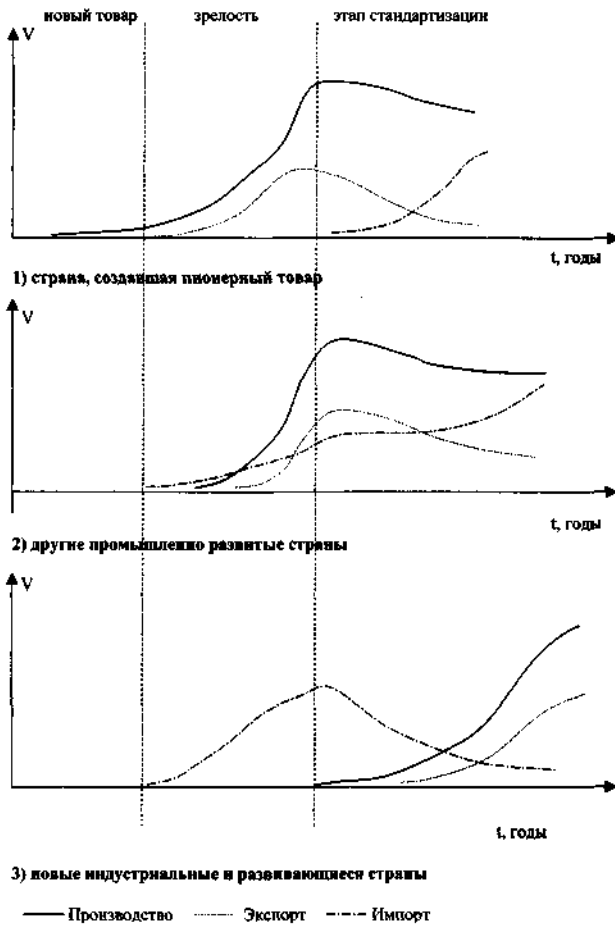 новый товар зрелость этап стандартизации
V
t, годы
1) страна, создавшая пионерный товар
V
t, годы
2) другие промышленно развитые страны
V
t, годы
3) новые индустриальные и развивающиеся страны
Производство Экспорт Импорт